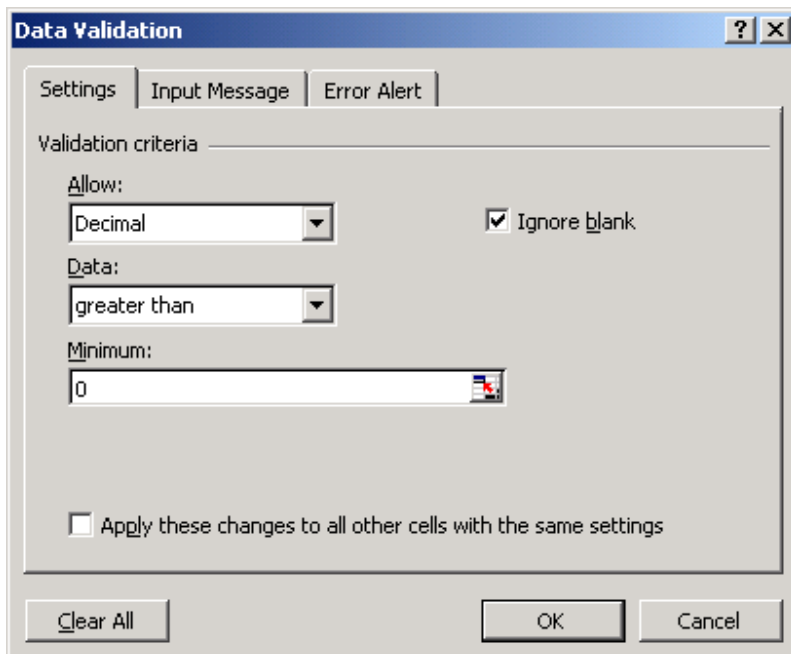 Data Validation
Settings Input Message Error Alert
Validation criteria
Allow:
Decimal
Ignore blank
Data:
greater than
Minimum:
0
Apply these changes to all other cells with the same settings
Clear All OK Cancel